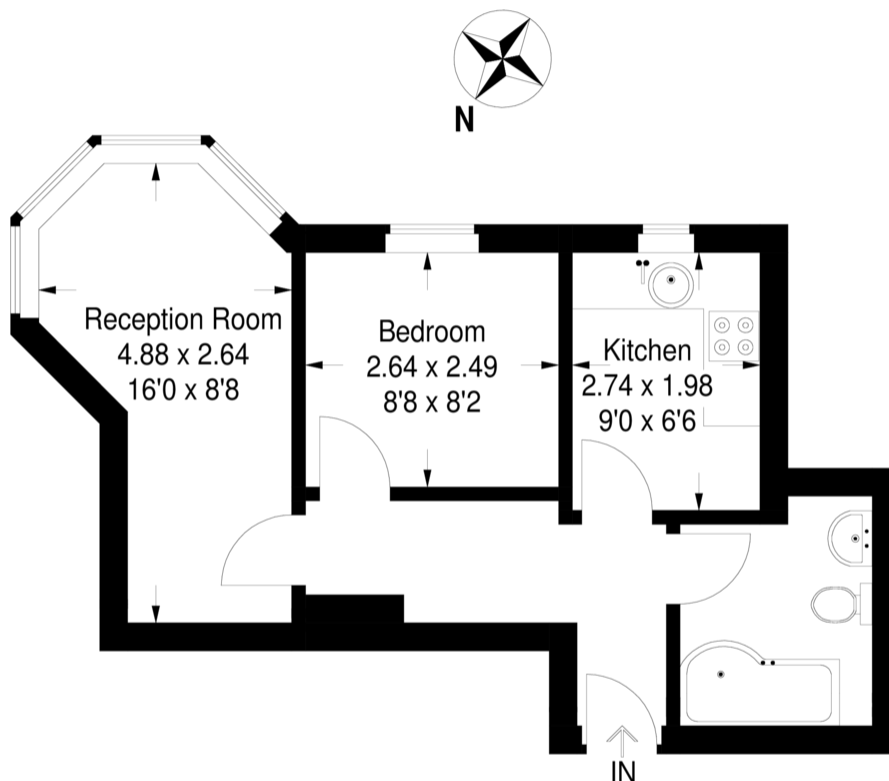 N
Reception Room
4.88 x 2.64
16'0 x 8'8
Bedroom
2.64 x 2.49
8'8 x 8'2
Kitchen
2.74 x 1.98
9'0 x 6'6
IN